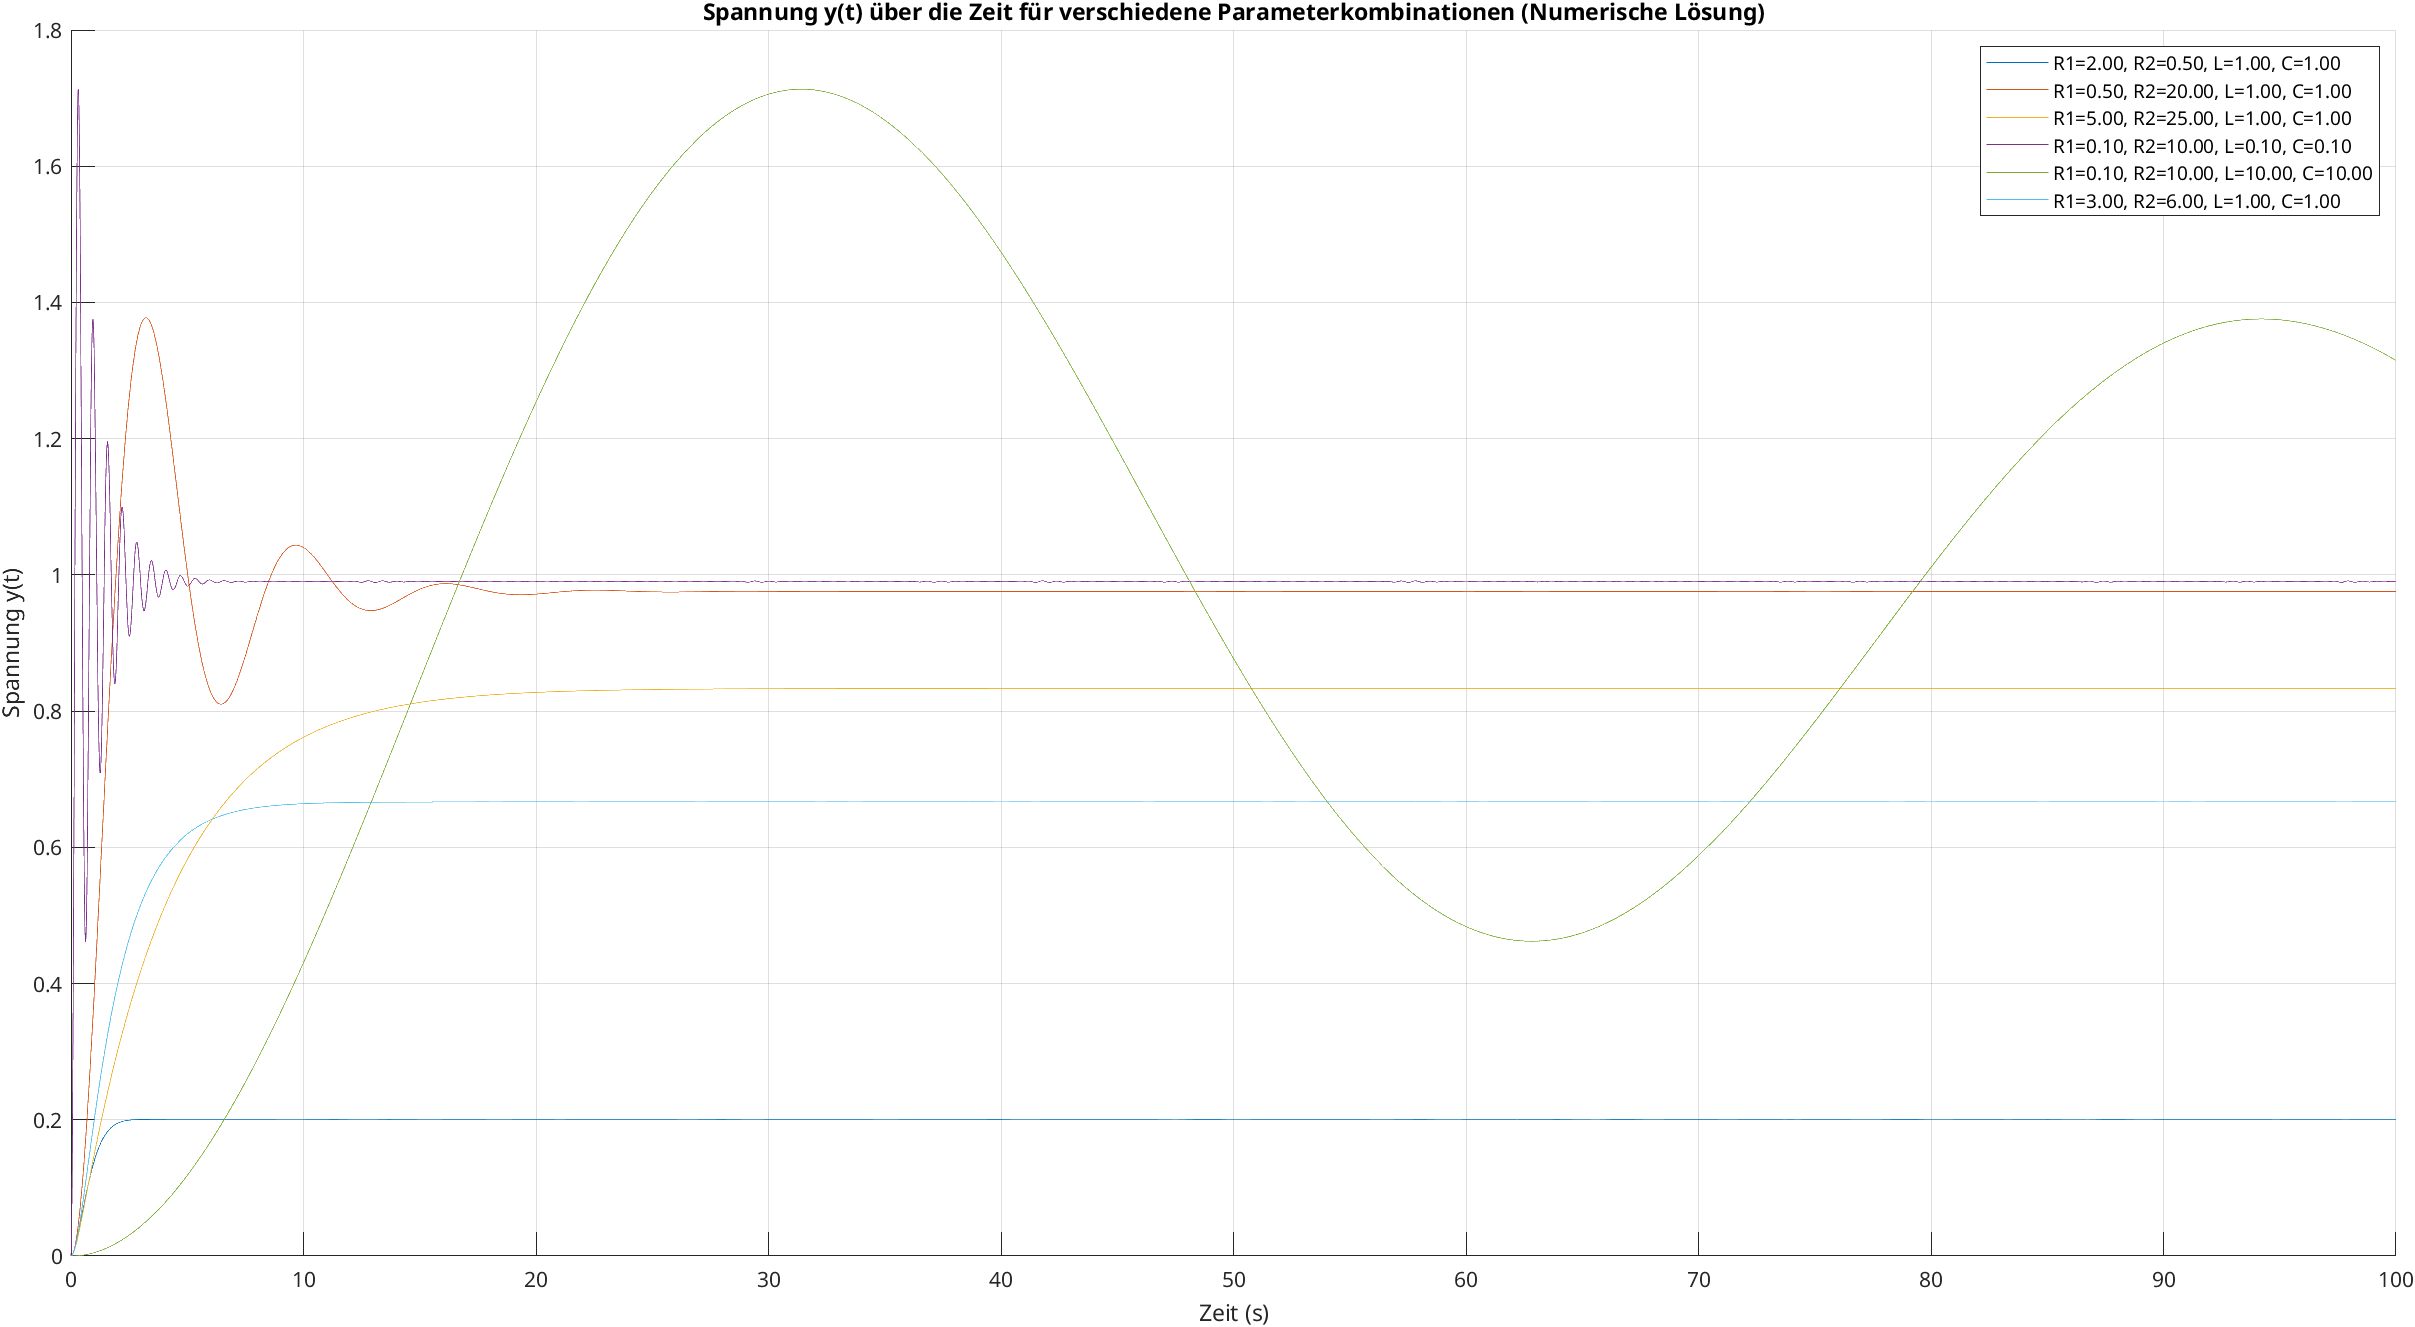 Spannung y(t) über die Zeit für verschiedene Parameterkombinationen (Numerische Lösung)
R1=2.00, R2=0.50, L=1.00, C=1.00
R1=0.50, R2=20.00, L=1.00, C=1.00
R1=5.00, R2=25.00, L=1.00, C=1.00
R1=0.10, R2=10.00, L=0.10, C=0.10
R1=0.10, R2=10.00, L=10.00, C=10.00
R1=3.00, R2=6.00, L=1.00, C=1.00
Spannung y(t)
1.8
1.6
1.4
1.2
1
0.8
0.6
0.4
0.2
0
0 10 20 30 40 50 60 70 80 90 100
Zeit (s)